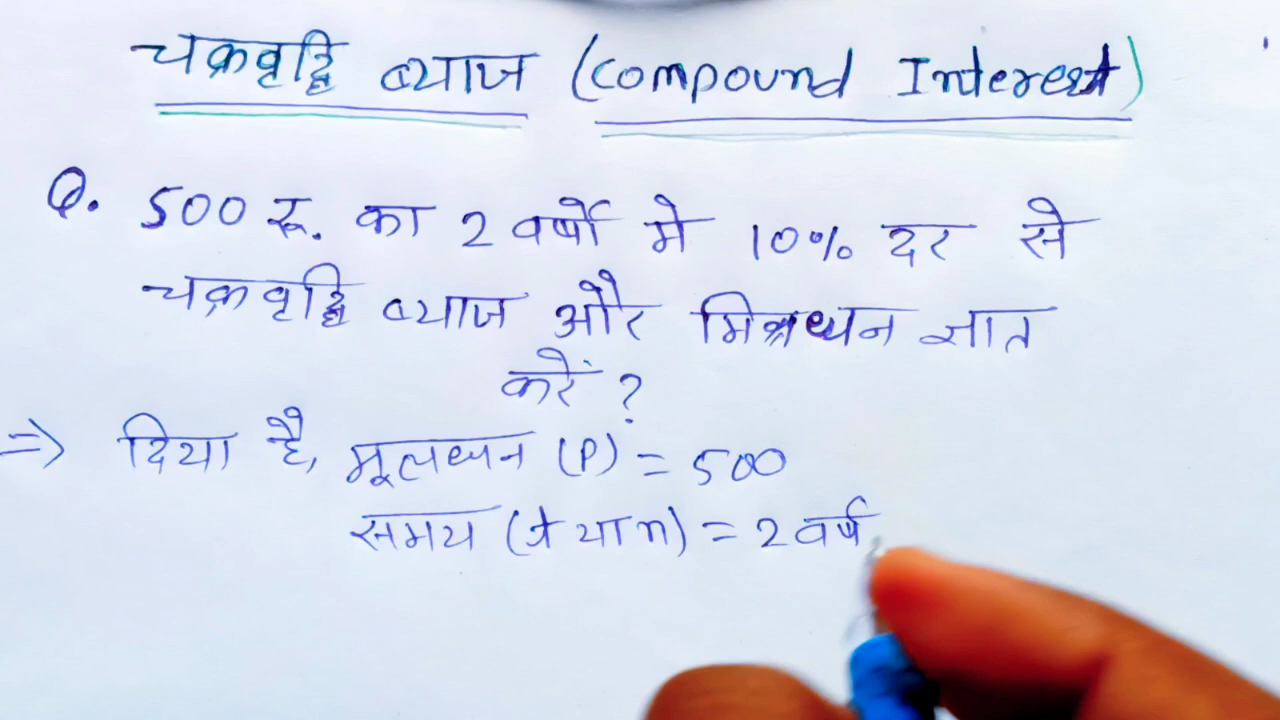 चक्रवृद्धि ब्याज (Compound Interest)
Q. 500 रू. का 2 वर्षो मे 10% दर से
चक्रवृद्धि ब्याज और मिश्रधन ज्ञात
करें ?
=> दिया है, मूलधन (P) = 500
समय (t या n) = 2 वर्ष